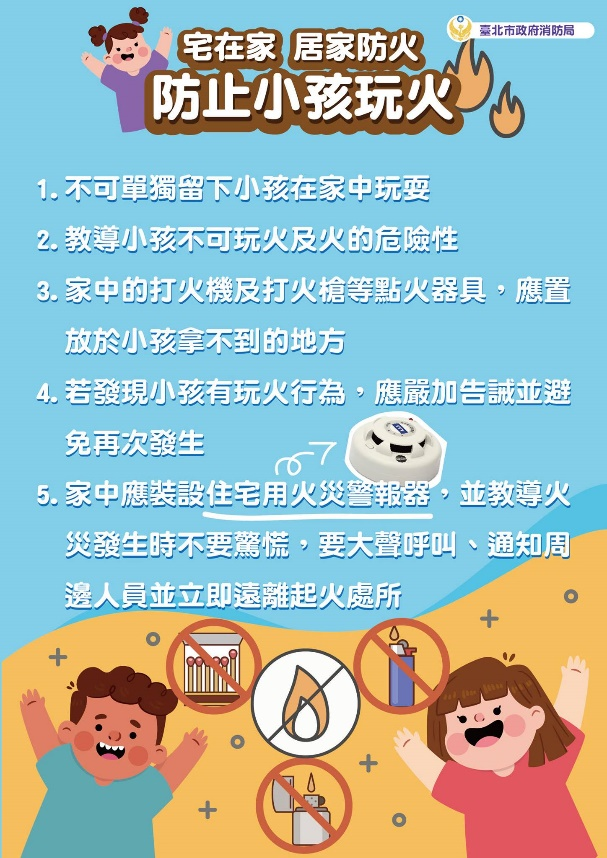 臺北市政府消防局
宅在家 居家防火
防止小孩玩火
1. 不可單獨留下小孩在家中玩耍
2. 教導小孩不可玩火及火的危險性
3. 家中的打火機及打火槍等點火器具，應置
放於小孩拿不到的地方
4. 若發現小孩有玩火行為，應嚴加告誡並避
免再次發生
5. 家中應裝設住宅用火災警報器，並教導火
災發生時不要驚慌，要大聲呼叫、通知周
邊人員並立即遠離起火處所